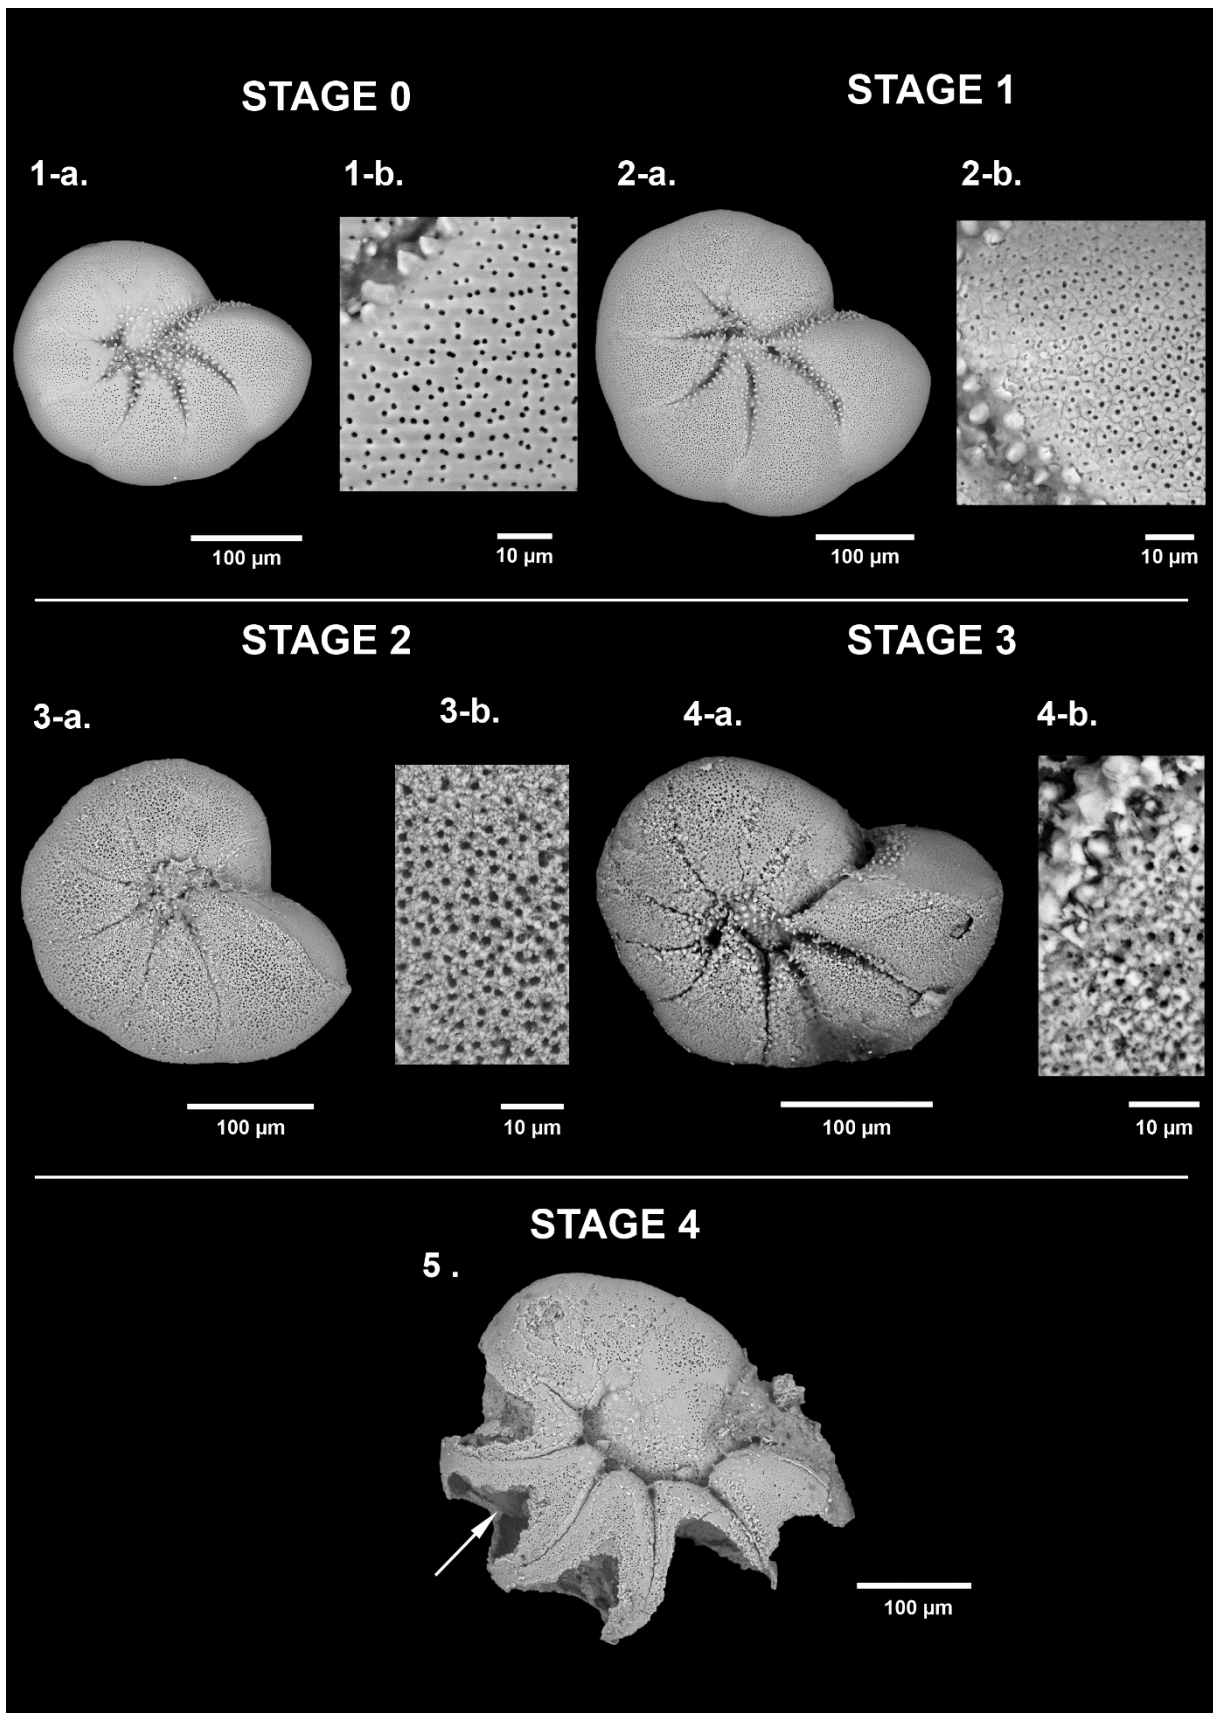 STAGE 0
STAGE 1
1-a.
1-b.
2-a.
2-b.
100 µm
10 µm
100 µm
10 µm
STAGE 2
STAGE 3
3-a.
3-b.
4-a.
4-b.
100 µm
10 µm
100 µm
10 µm
STAGE 4
5 .
100 µm